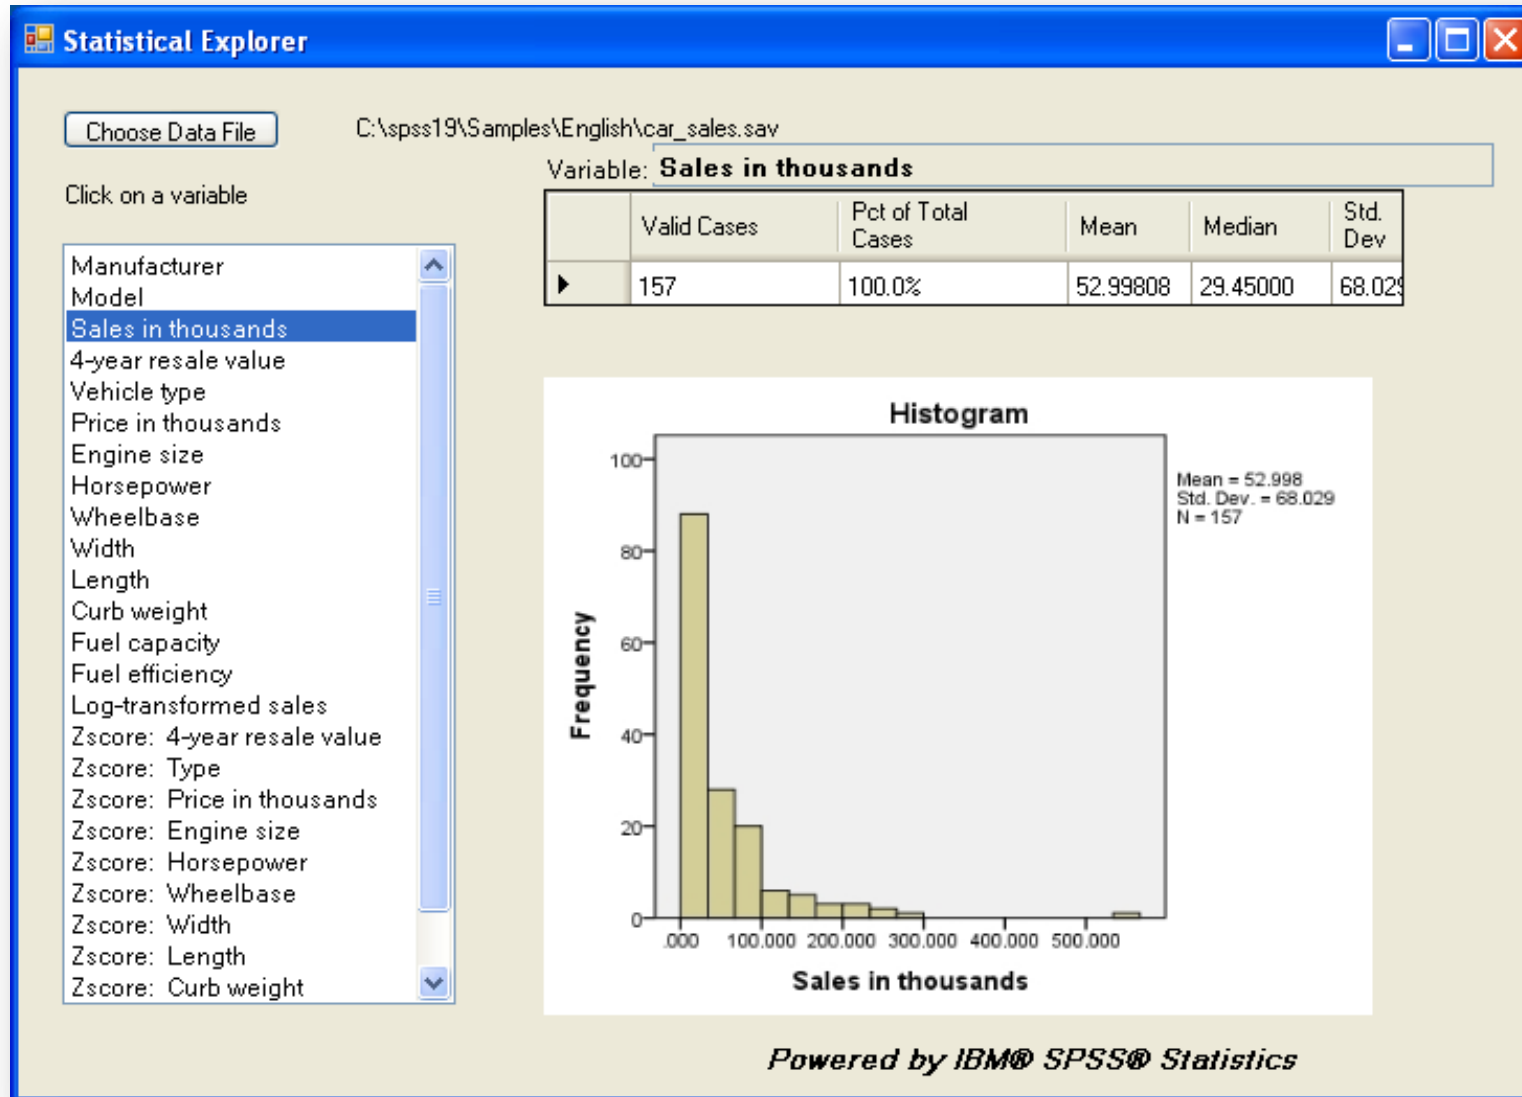 Statistical Explorer
Choose Data File
C:\spss19\Samples\English\car_sales.sav
Variable: Sales in thousands
Click on a variable
Valid Cases Pct of Total Cases Mean Median Std. Dev
157 100.0% 52.99808 29.45000 68.029
Manufacturer
Model
Sales in thousands
4-year resale value
Vehicle type
Price in thousands
Engine size
Horsepower
Wheelbase
Width
Length
Curb weight
Fuel capacity
Fuel efficiency
Log-transformed sales
Zscore: 4-year resale value
Zscore: Type
Zscore: Price in thousands
Zscore: Engine size
Zscore: Horsepower
Zscore: Wheelbase
Zscore: Width
Zscore: Length
Zscore: Curb weight
Histogram
Mean = 52.998
Std. Dev. = 68.029
N = 157
Frequency
100
80
60
40
20
0
.000 100.000 200.000 300.000 400.000 500.000
Sales in thousands
Powered by IBM® SPSS® Statistics